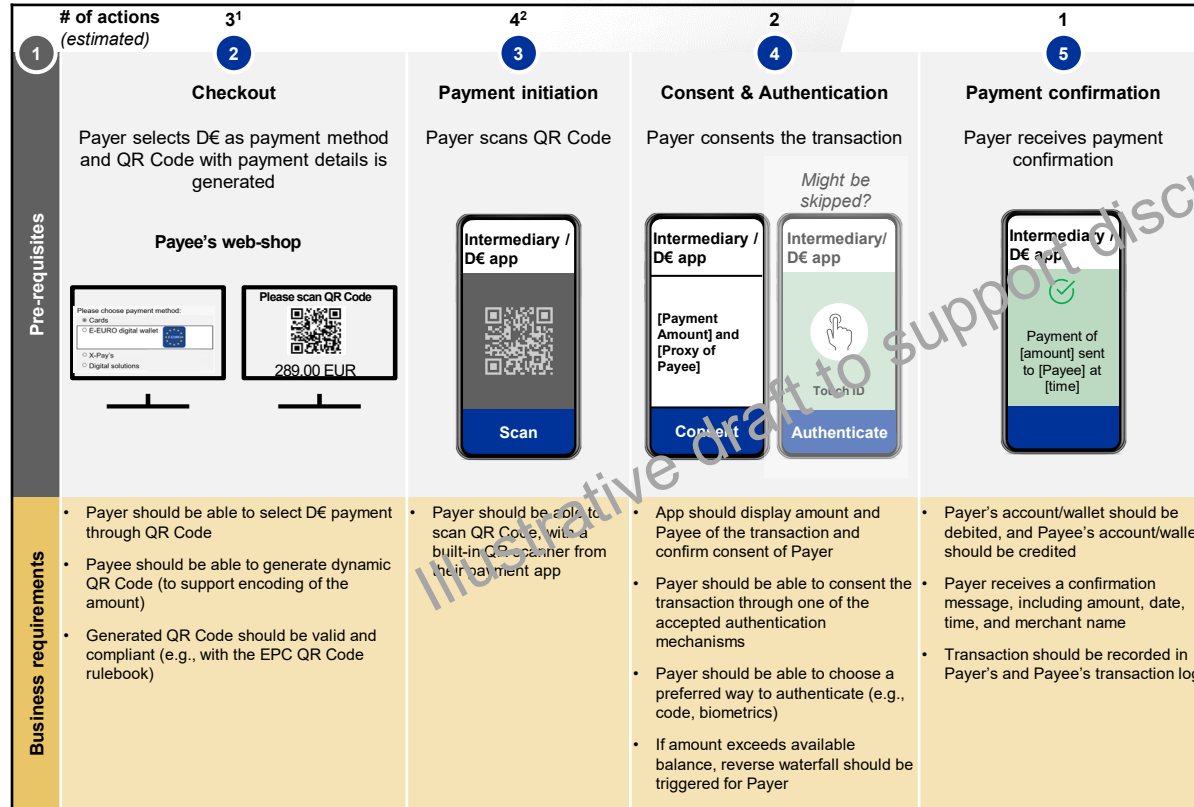 # of actions
(estimated)
3¹
4²
2
1
1
2
3
4
5
Pre-requisites
Checkout
Payer selects D€ as payment method
and QR Code with payment details is
generated
Payee's web-shop
Please choose payment method:
Cards
E-EURO digital wallet
X-Pay's
Digital solutions
Please scan QR Code
289.00 EUR
Payment initiation
Payer scans QR Code
Intermediary /
D€ app
Scan
Consent & Authentication
Payer consents the transaction
Might be
skipped?
Intermediary /
D€ app
[Payment
Amount] and
[Proxy of
Payee]
Consent
Intermediary/
D€ app
Touch ID
Authenticate
Payment confirmation
Payer receives payment
confirmation
Intermediary /
D€ app
Payment of
[amount] sent
to [Payee] at
[time]
Business requirements
• Payer should be able to select D€ payment
through QR Code
• Payee should be able to generate dynamic
QR Code (to support encoding of the
amount)
• Generated QR Code should be valid and
compliant (e.g., with the EPC QR Code
rulebook)
• Payer should be able to
scan QR Code, with a
built-in QR scanner from
their payment app
• App should display amount and
Payee of the transaction and
confirm consent of Payer
• Payer should be able to consent the
transaction through one of the
accepted authentication
mechanisms
• Payer should be able to choose a
preferred way to authenticate (e.g.,
code, biometrics)
• If amount exceeds available
balance, reverse waterfall should be
triggered for Payer
• Payer's account/wallet should be
debited, and Payee's account/walle
should be credited
• Payer receives a confirmation
message, including amount, date,
time, and merchant name
• Transaction should be recorded in
Payer's and Payee's transaction log
Illustrative draft to support discu